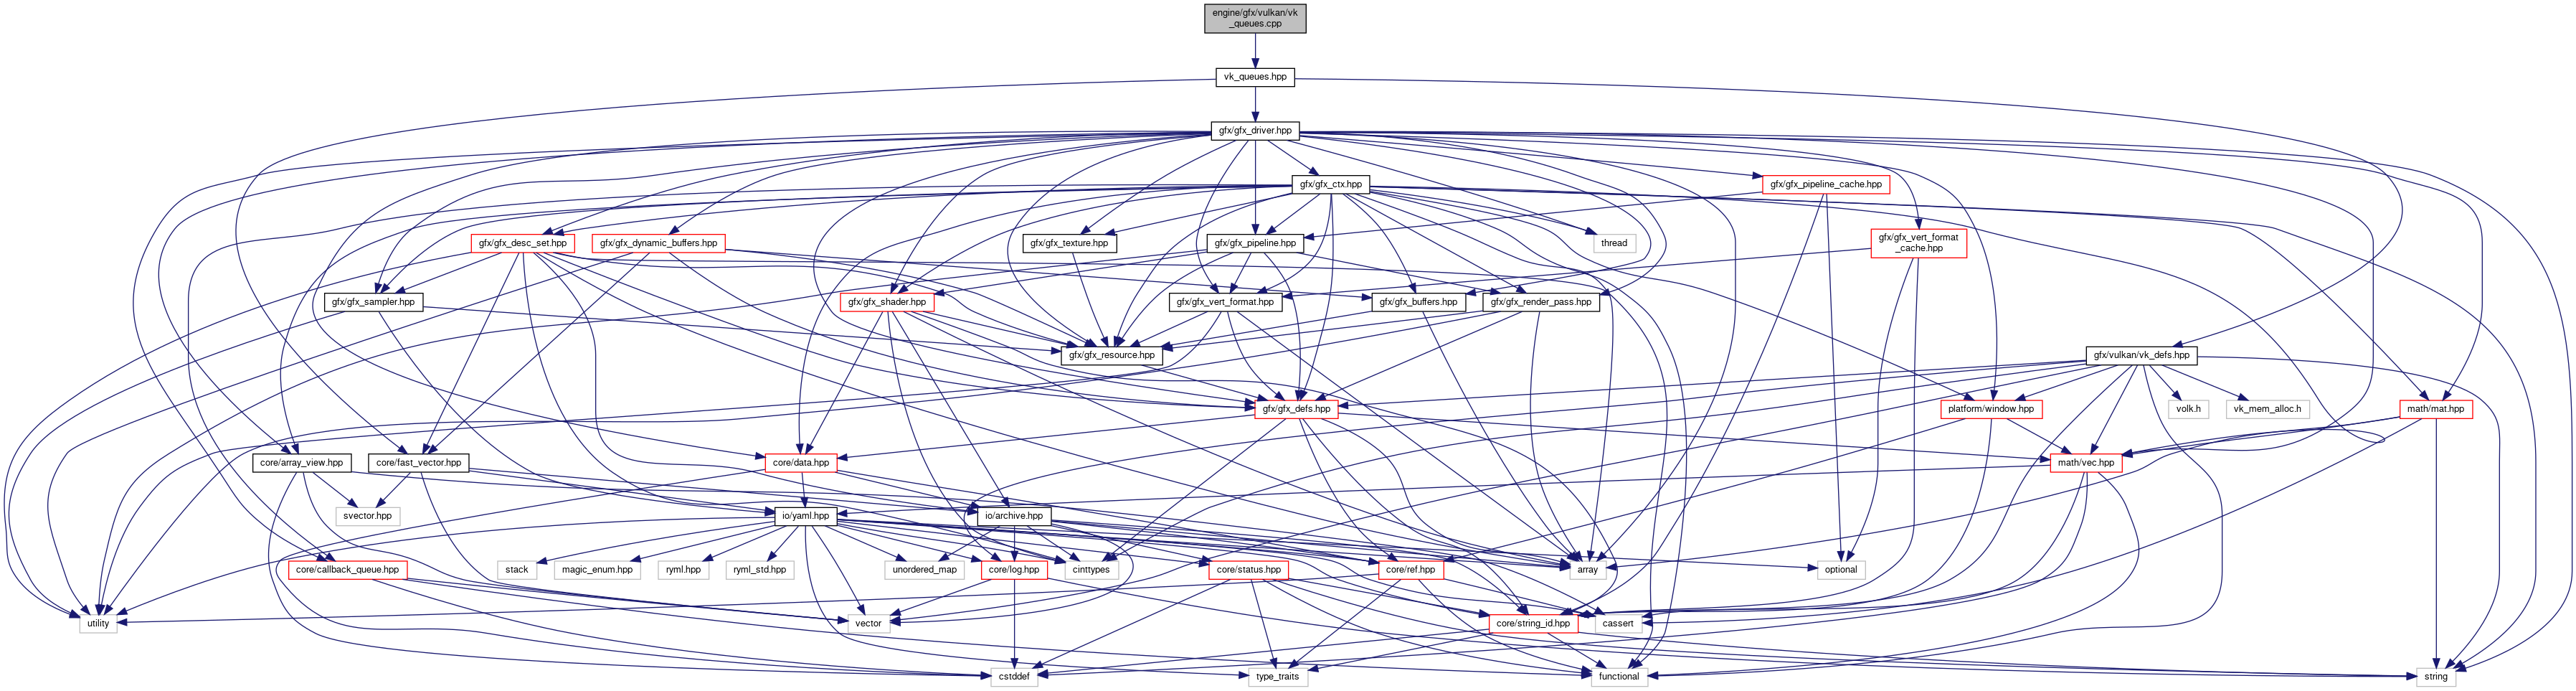 engine/gfx/vulkan/vk
_queues.cpp
vk_queues.hpp
gfx/gfx_driver.hpp
gfx/gfx_ctx.hpp
gfx/gfx_pipeline_cache.hpp
gfx/gfx_desc_set.hpp
gfx/gfx_dynamic_buffers.hpp
gfx/gfx_texture.hpp
gfx/gfx_pipeline.hpp
thread
gfx/gfx_vert_format
_cache.hpp
gfx/gfx_sampler.hpp
gfx/gfx_shader.hpp
gfx/gfx_vert_format.hpp
gfx/gfx_buffers.hpp
gfx/gfx_render_pass.hpp
gfx/gfx_resource.hpp
gfx/vulkan/vk_defs.hpp
gfx/gfx_defs.hpp
platform/window.hpp
volk.h
vk_mem_alloc.h
math/mat.hpp
core/array_view.hpp
core/fast_vector.hpp
core/data.hpp
math/vec.hpp
svector.hpp
io/yaml.hpp
io/archive.hpp
core/callback_queue.hpp
stack
magic_enum.hpp
ryml.hpp
ryml_std.hpp
unordered_map
core/log.hpp
cinttypes
core/status.hpp
core/ref.hpp
array
optional
utility
vector
core/string_id.hpp
cassert
cstddef
type_traits
functional
string